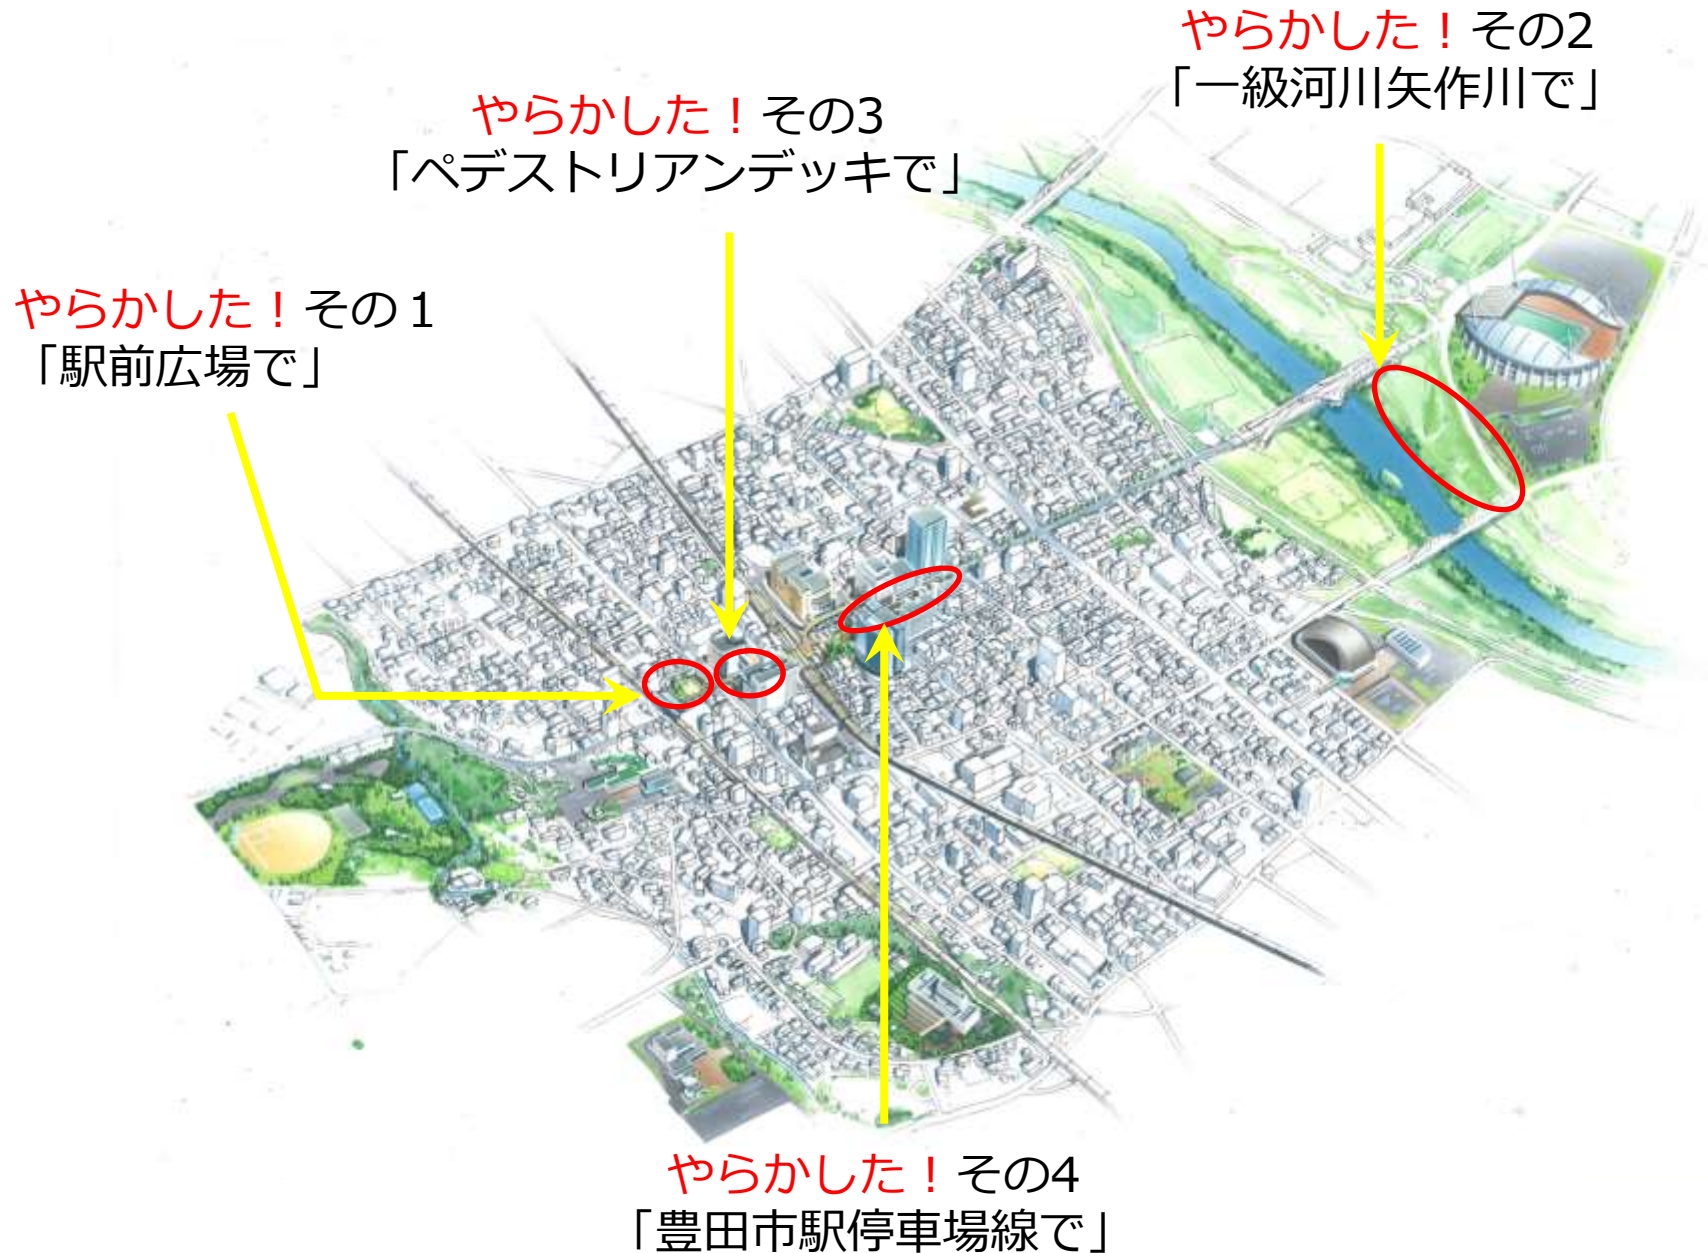 やらかした！その2
「一級河川矢作川で」
やらかした！その3
「ペデストリアンデッキで」
やらかした！その１
「駅前広場で」
やらかした！その4
「豊田市駅停車場線で」